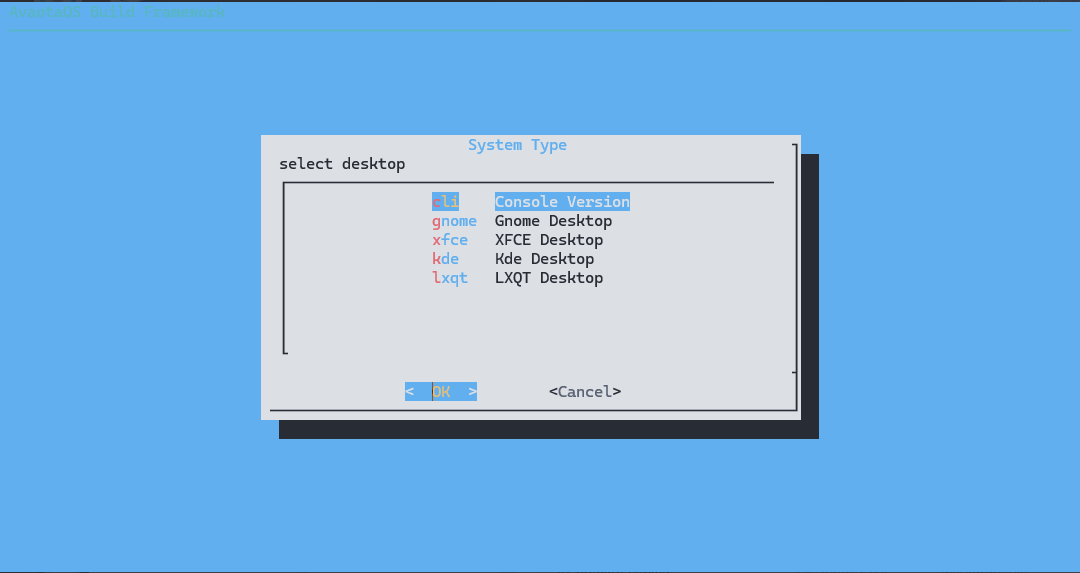 AvantaOS Build Framework
System Type
select desktop
cli Console Version
gnome Gnome Desktop
xfce XFCE Desktop
kde Kde Desktop
lxqt LXQT Desktop
< OK > <Cancel>